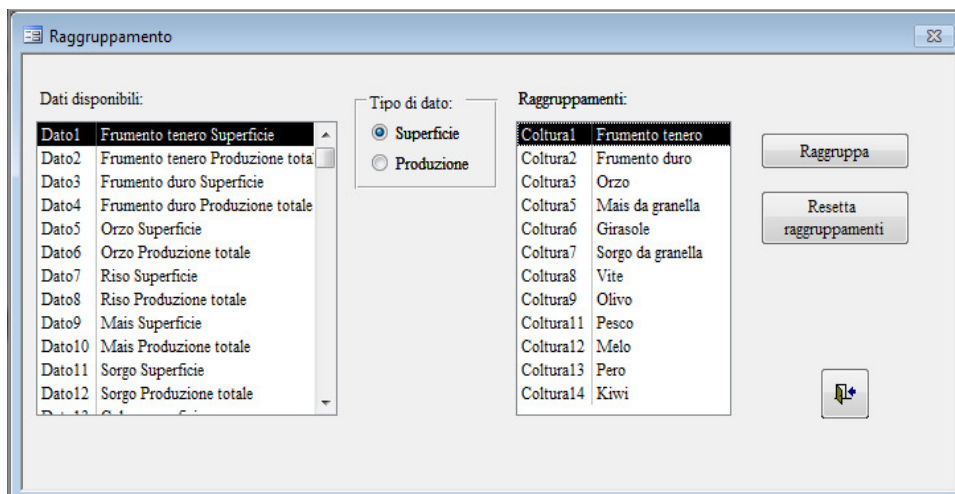 Raggruppamento
Dati disponibili:
Dato1 Frumento tenero Superficie
Dato2 Frumento tenero Produzione tota
Dato3 Frumento duro Superficie
Dato4 Frumento duro Produzione totale
Dato5 Orzo Superficie
Dato6 Orzo Produzione totale
Dato7 Riso Superficie
Dato8 Riso Produzione totale
Dato9 Mais Superficie
Dato10 Mais Produzione totale
Dato11 Sorgo Superficie
Dato12 Sorgo Produzione totale
Tipo di dato:
Superficie
Produzione
Raggruppamenti:
Coltura1 Frumento tenero
Coltura2 Frumento duro
Coltura3 Orzo
Coltura5 Mais da granella
Coltura6 Girasole
Coltura7 Sorgo da granella
Coltura8 Vite
Coltura9 Olivo
Coltura11 Pesco
Coltura12 Melo
Coltura13 Pero
Coltura14 Kiwi
Raggruppa
Resetta
raggruppamenti